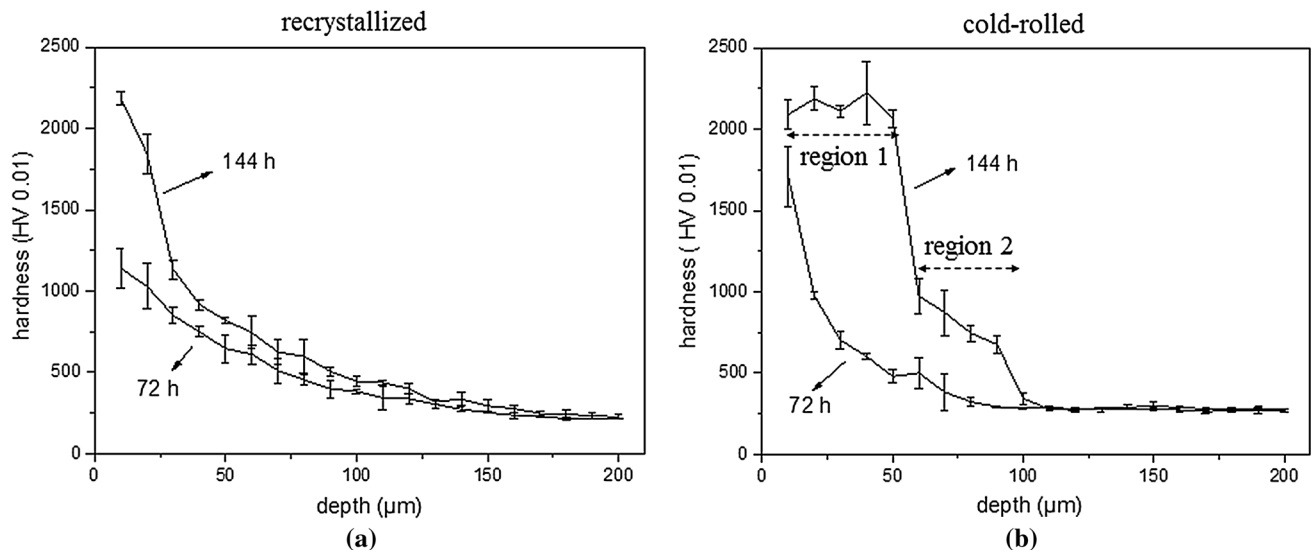 recrystallized
2500
2000
1500
1000
500
0
hardness (HV 0.01)
144 h
72 h
0
50
100
150
200
depth (µm)
(a)
cold-rolled
2500
2000
1500
1000
500
0
hardness ( HV 0.01)
region 1
144 h
region 2
72 h
0
50
100
150
200
depth (µm)
(b)